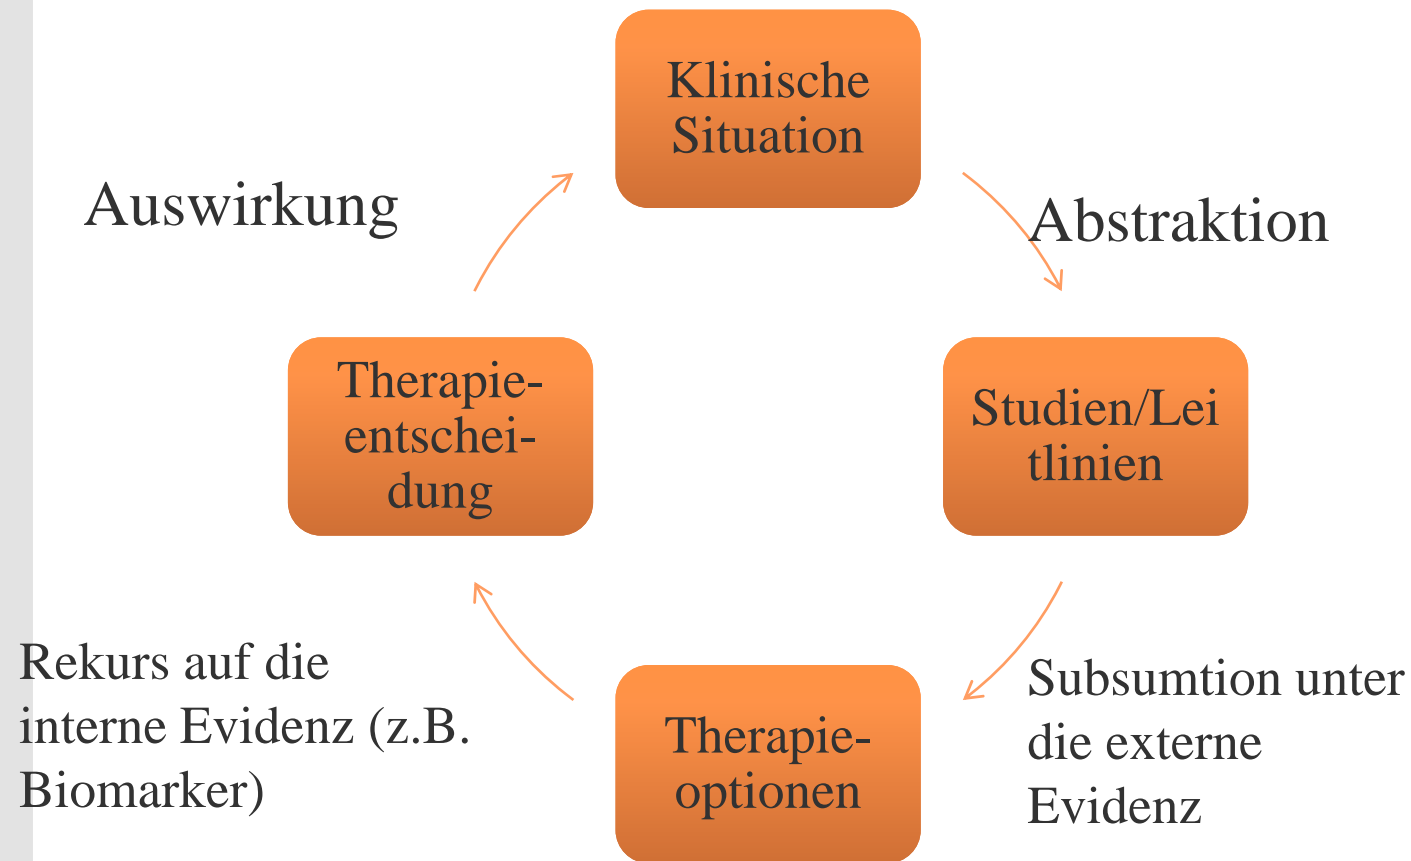 Klinische
Situation
Auswirkung
Abstraktion
Therapie-
entschei-
dung
Studien/Lei
tlinien
Rekurs auf die
interne Evidenz (z.B.
Biomarker)
Therapie-
optionen
Subsumtion unter
die externe
Evidenz